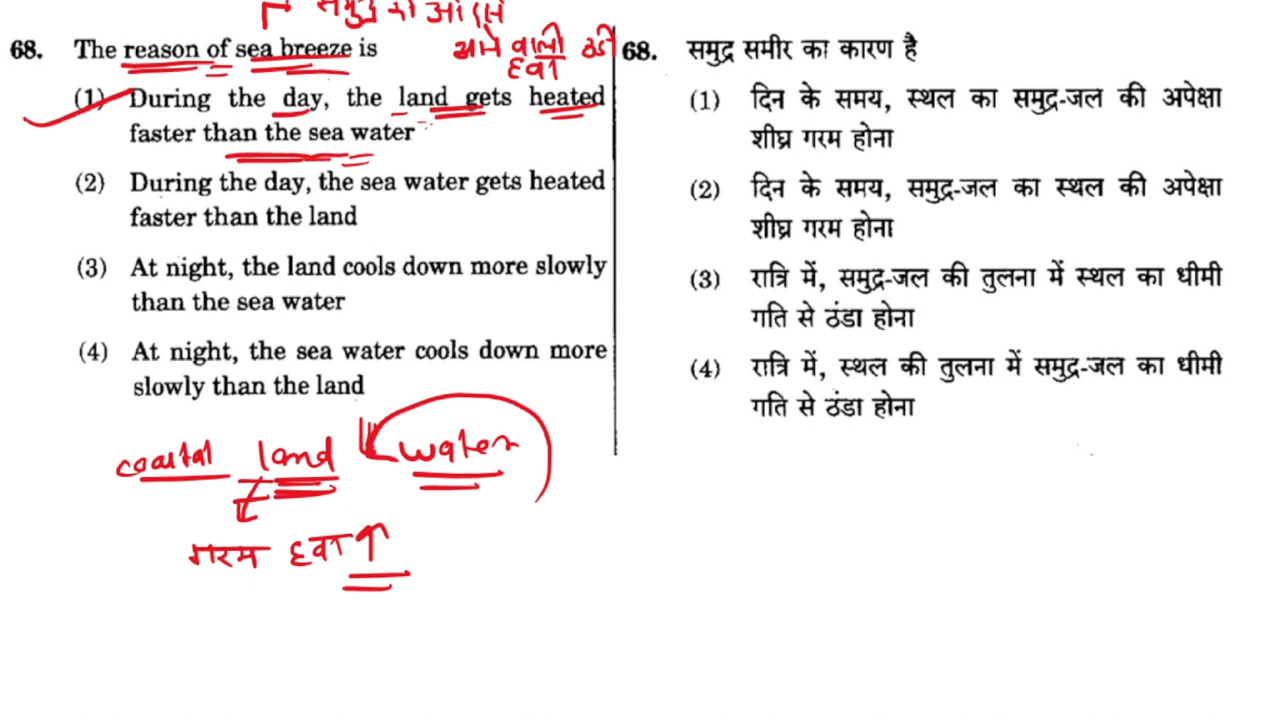 समुद्र की ओर से
आने वाली ठंडी
हवा
68. The reason of sea breeze is
(1) During the day, the land gets heated
faster than the sea water
(2) During the day, the sea water gets heated
faster than the land
(3) At night, the land cools down more slowly
than the sea water
(4) At night, the sea water cools down more
slowly than the land
coastal land water
गरम हवा
68. समुद्र समीर का कारण है
(1) दिन के समय, स्थल का समुद्र-जल की अपेक्षा
शीघ्र गरम होना
(2) दिन के समय, समुद्र-जल का स्थल की अपेक्षा
शीघ्र गरम होना
(3) रात्रि में, समुद्र-जल की तुलना में स्थल का धीमी
गति से ठंडा होना
(4) रात्रि में, स्थल की तुलना में समुद्र-जल का धीमी
गति से ठंडा होना